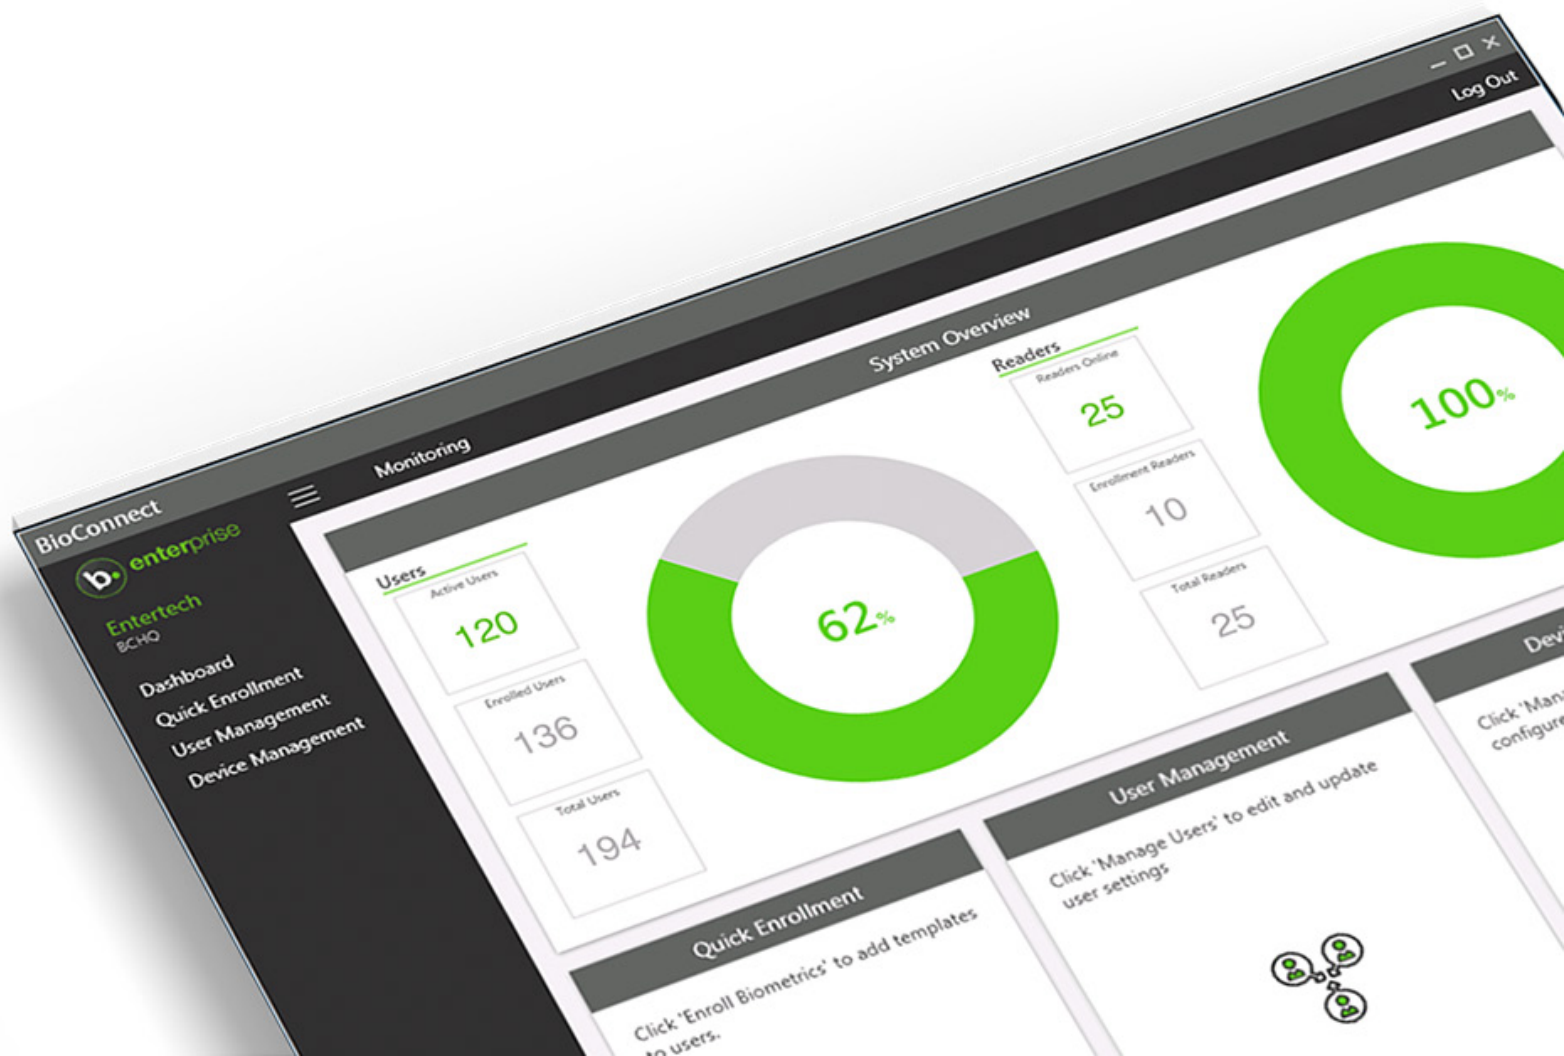 BioConnect
Log Out
Monitoring
b. enterprise
Entertech
BCHQ
Dashboard
Quick Enrollment
User Management
Device Management
System Overview
Users
Active Users
120
Enrolled Users
136
Total Users
194
62%
Readers
Readers Online
25
Enrollment Readers
10
Total Readers
25
100%
Quick Enrollment
Click 'Enroll Biometrics' to add templates
to users.
User Management
Click 'Manage Users' to edit and update
user settings
Click
configure